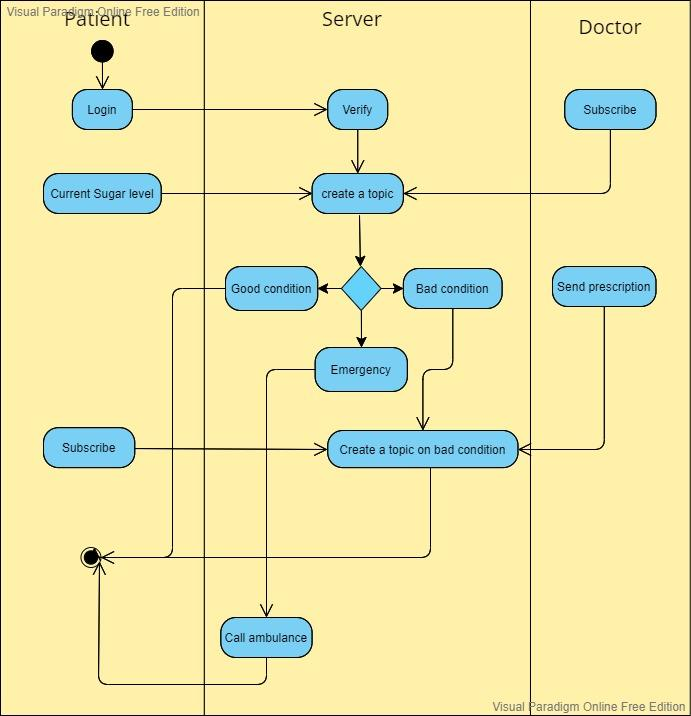 Visual Paradigm Online Free Edition
Patient
Server
Doctor
Login
Verify
Subscribe
Current Sugar level
create a topic
Good condition
Bad condition
Send prescription
Emergency
Subscribe
Create a topic on bad condition
Call ambulance
Visual Paradigm Online Free Edition